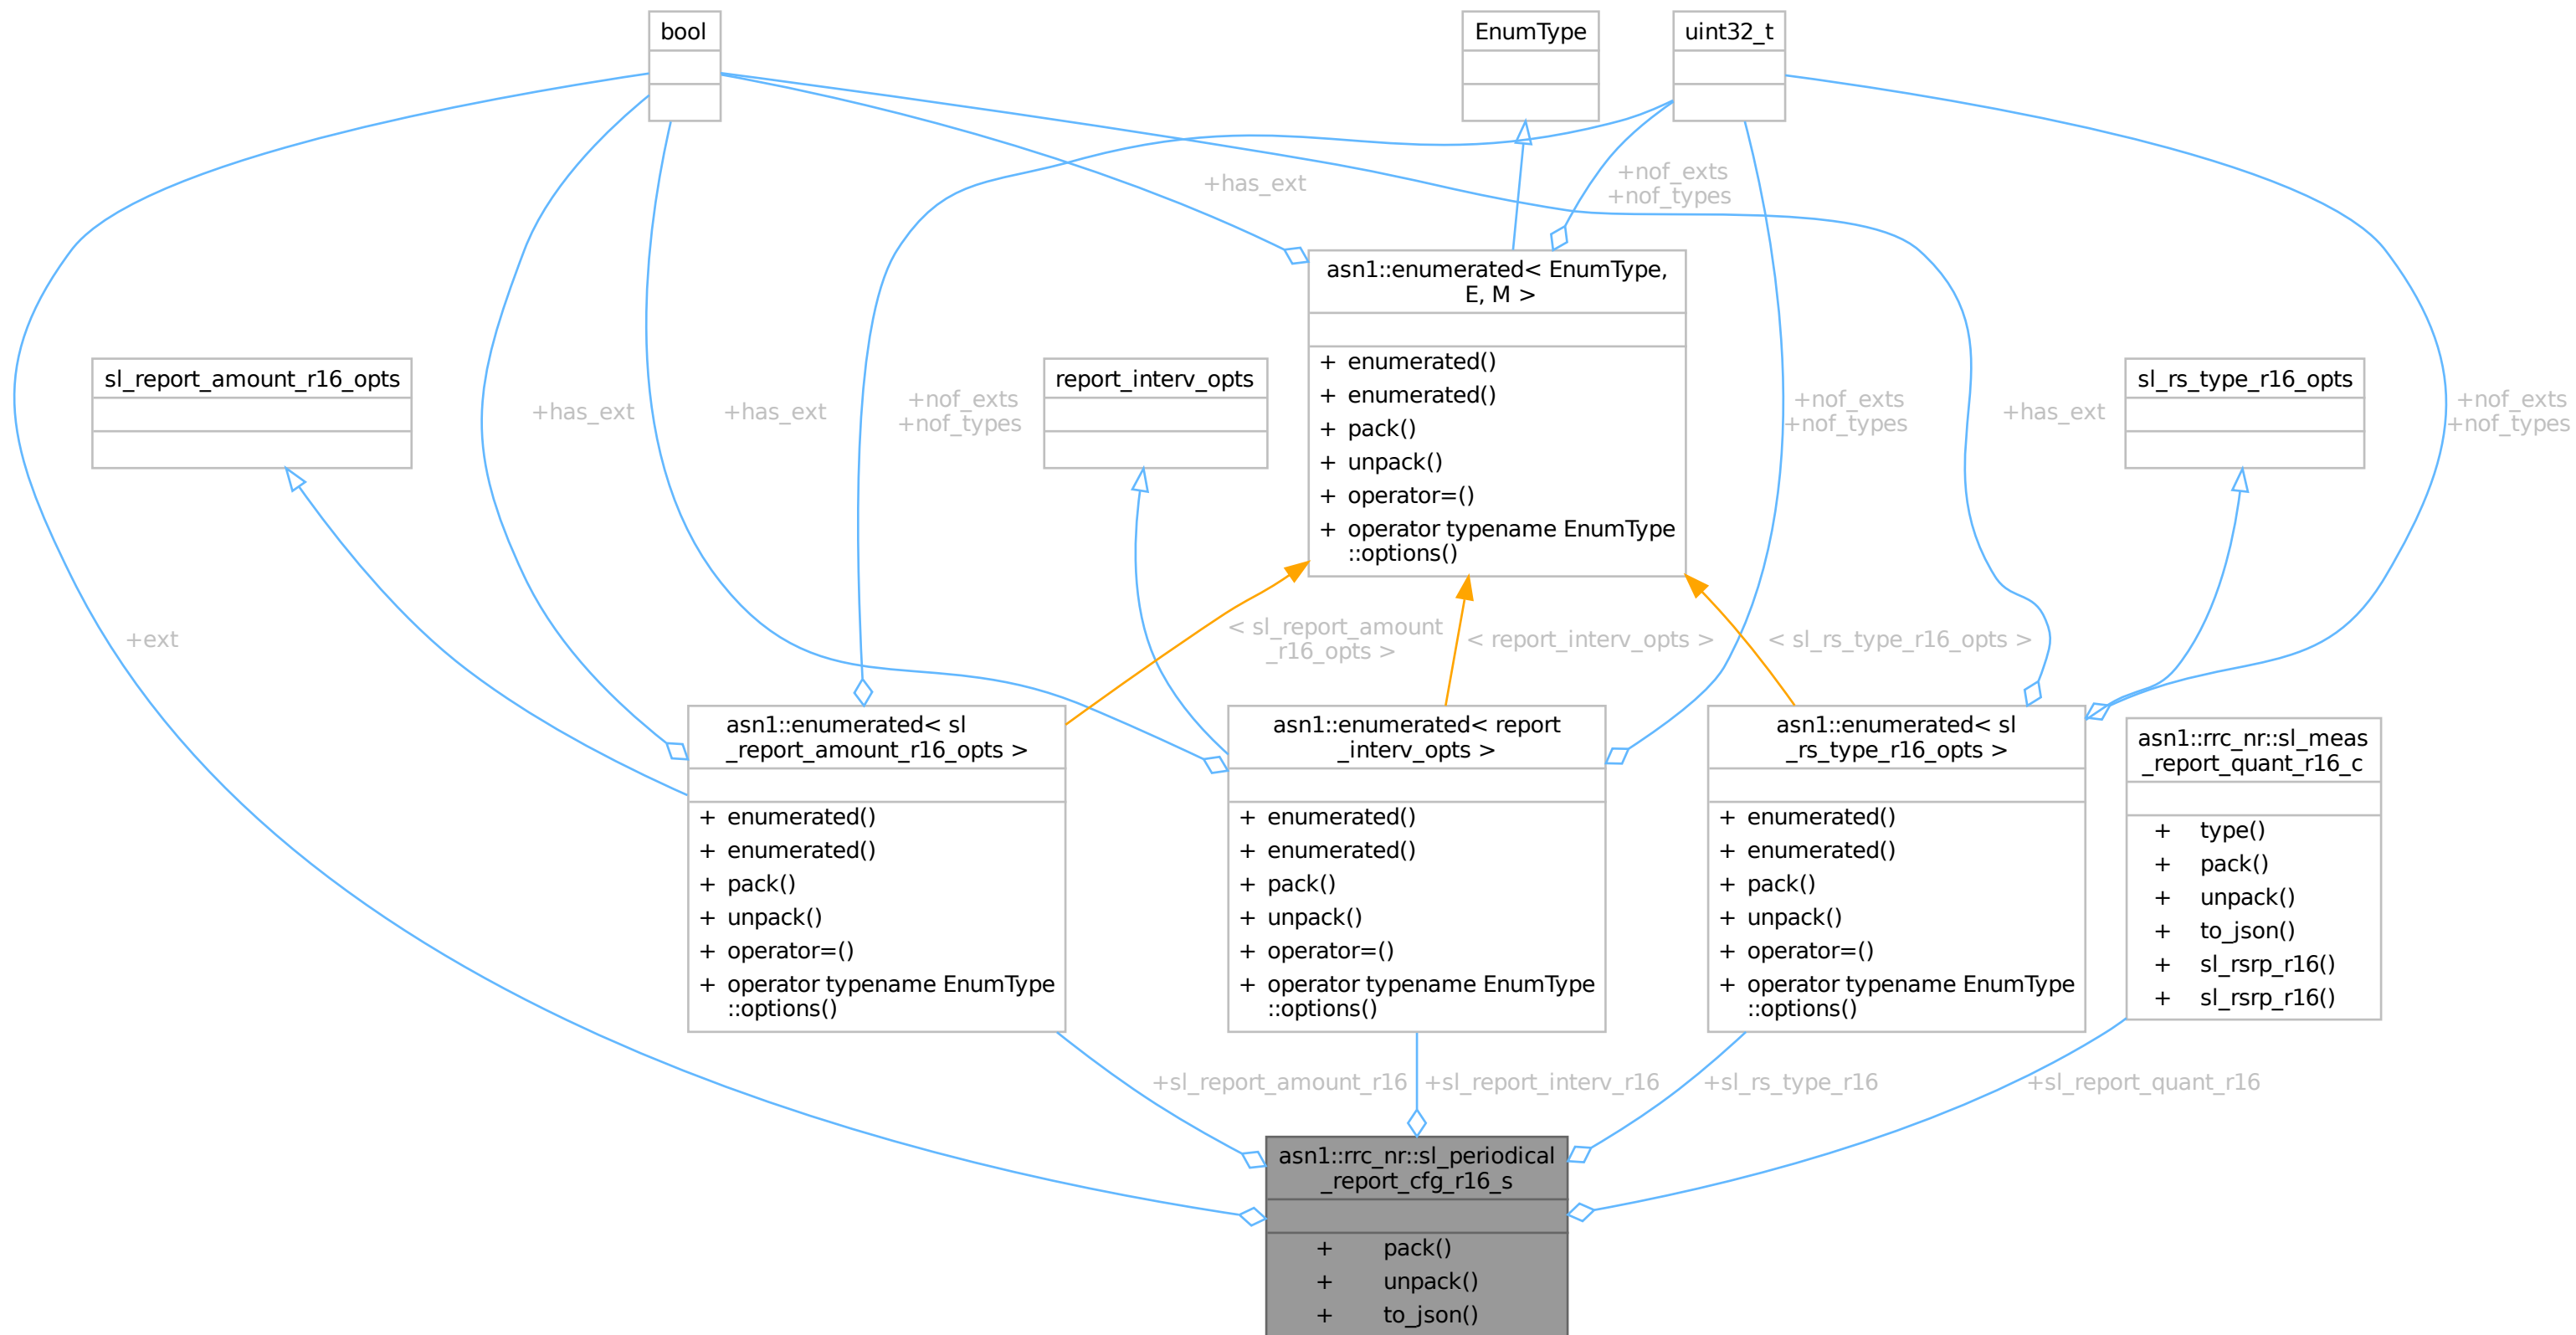 bool
EnumType
uint32_t
+has_ext
+nof_exts
+nof_types
asn1::enumerated< EnumType,
E, M >
+ enumerated()
+ enumerated()
+ pack()
+ unpack()
+ operator=()
+ operator typename EnumType
::options()
sl_report_amount_r16_opts
report_interv_opts
sl_rs_type_r16_opts
+has_ext
+has_ext
+nof_exts
+nof_types
+nof_exts
+nof_types
+has_ext
+nof_exts
+nof_types
+ext
< sl_report_amount
_r16_opts >
< report_interv_opts >
< sl_rs_type_r16_opts >
asn1::enumerated< sl
_report_amount_r16_opts >
+ enumerated()
+ enumerated()
+ pack()
+ unpack()
+ operator=()
+ operator typename EnumType
::options()
asn1::enumerated< report
_interv_opts >
+ enumerated()
+ enumerated()
+ pack()
+ unpack()
+ operator=()
+ operator typename EnumType
::options()
asn1::enumerated< sl
_rs_type_r16_opts >
+ enumerated()
+ enumerated()
+ pack()
+ unpack()
+ operator=()
+ operator typename EnumType
::options()
asn1::rrc_nr::sl_meas
_report_quant_r16_c
+ type()
+ pack()
+ unpack()
+ to_json()
+ sl_rsrp_r16()
+ sl_rsrp_r16()
+sl_report_amount_r16
+sl_report_interv_r16
+sl_rs_type_r16
+sl_report_quant_r16
asn1::rrc_nr::sl_periodical
_report_cfg_r16_s
+ pack()
+ unpack()
+ to_json()